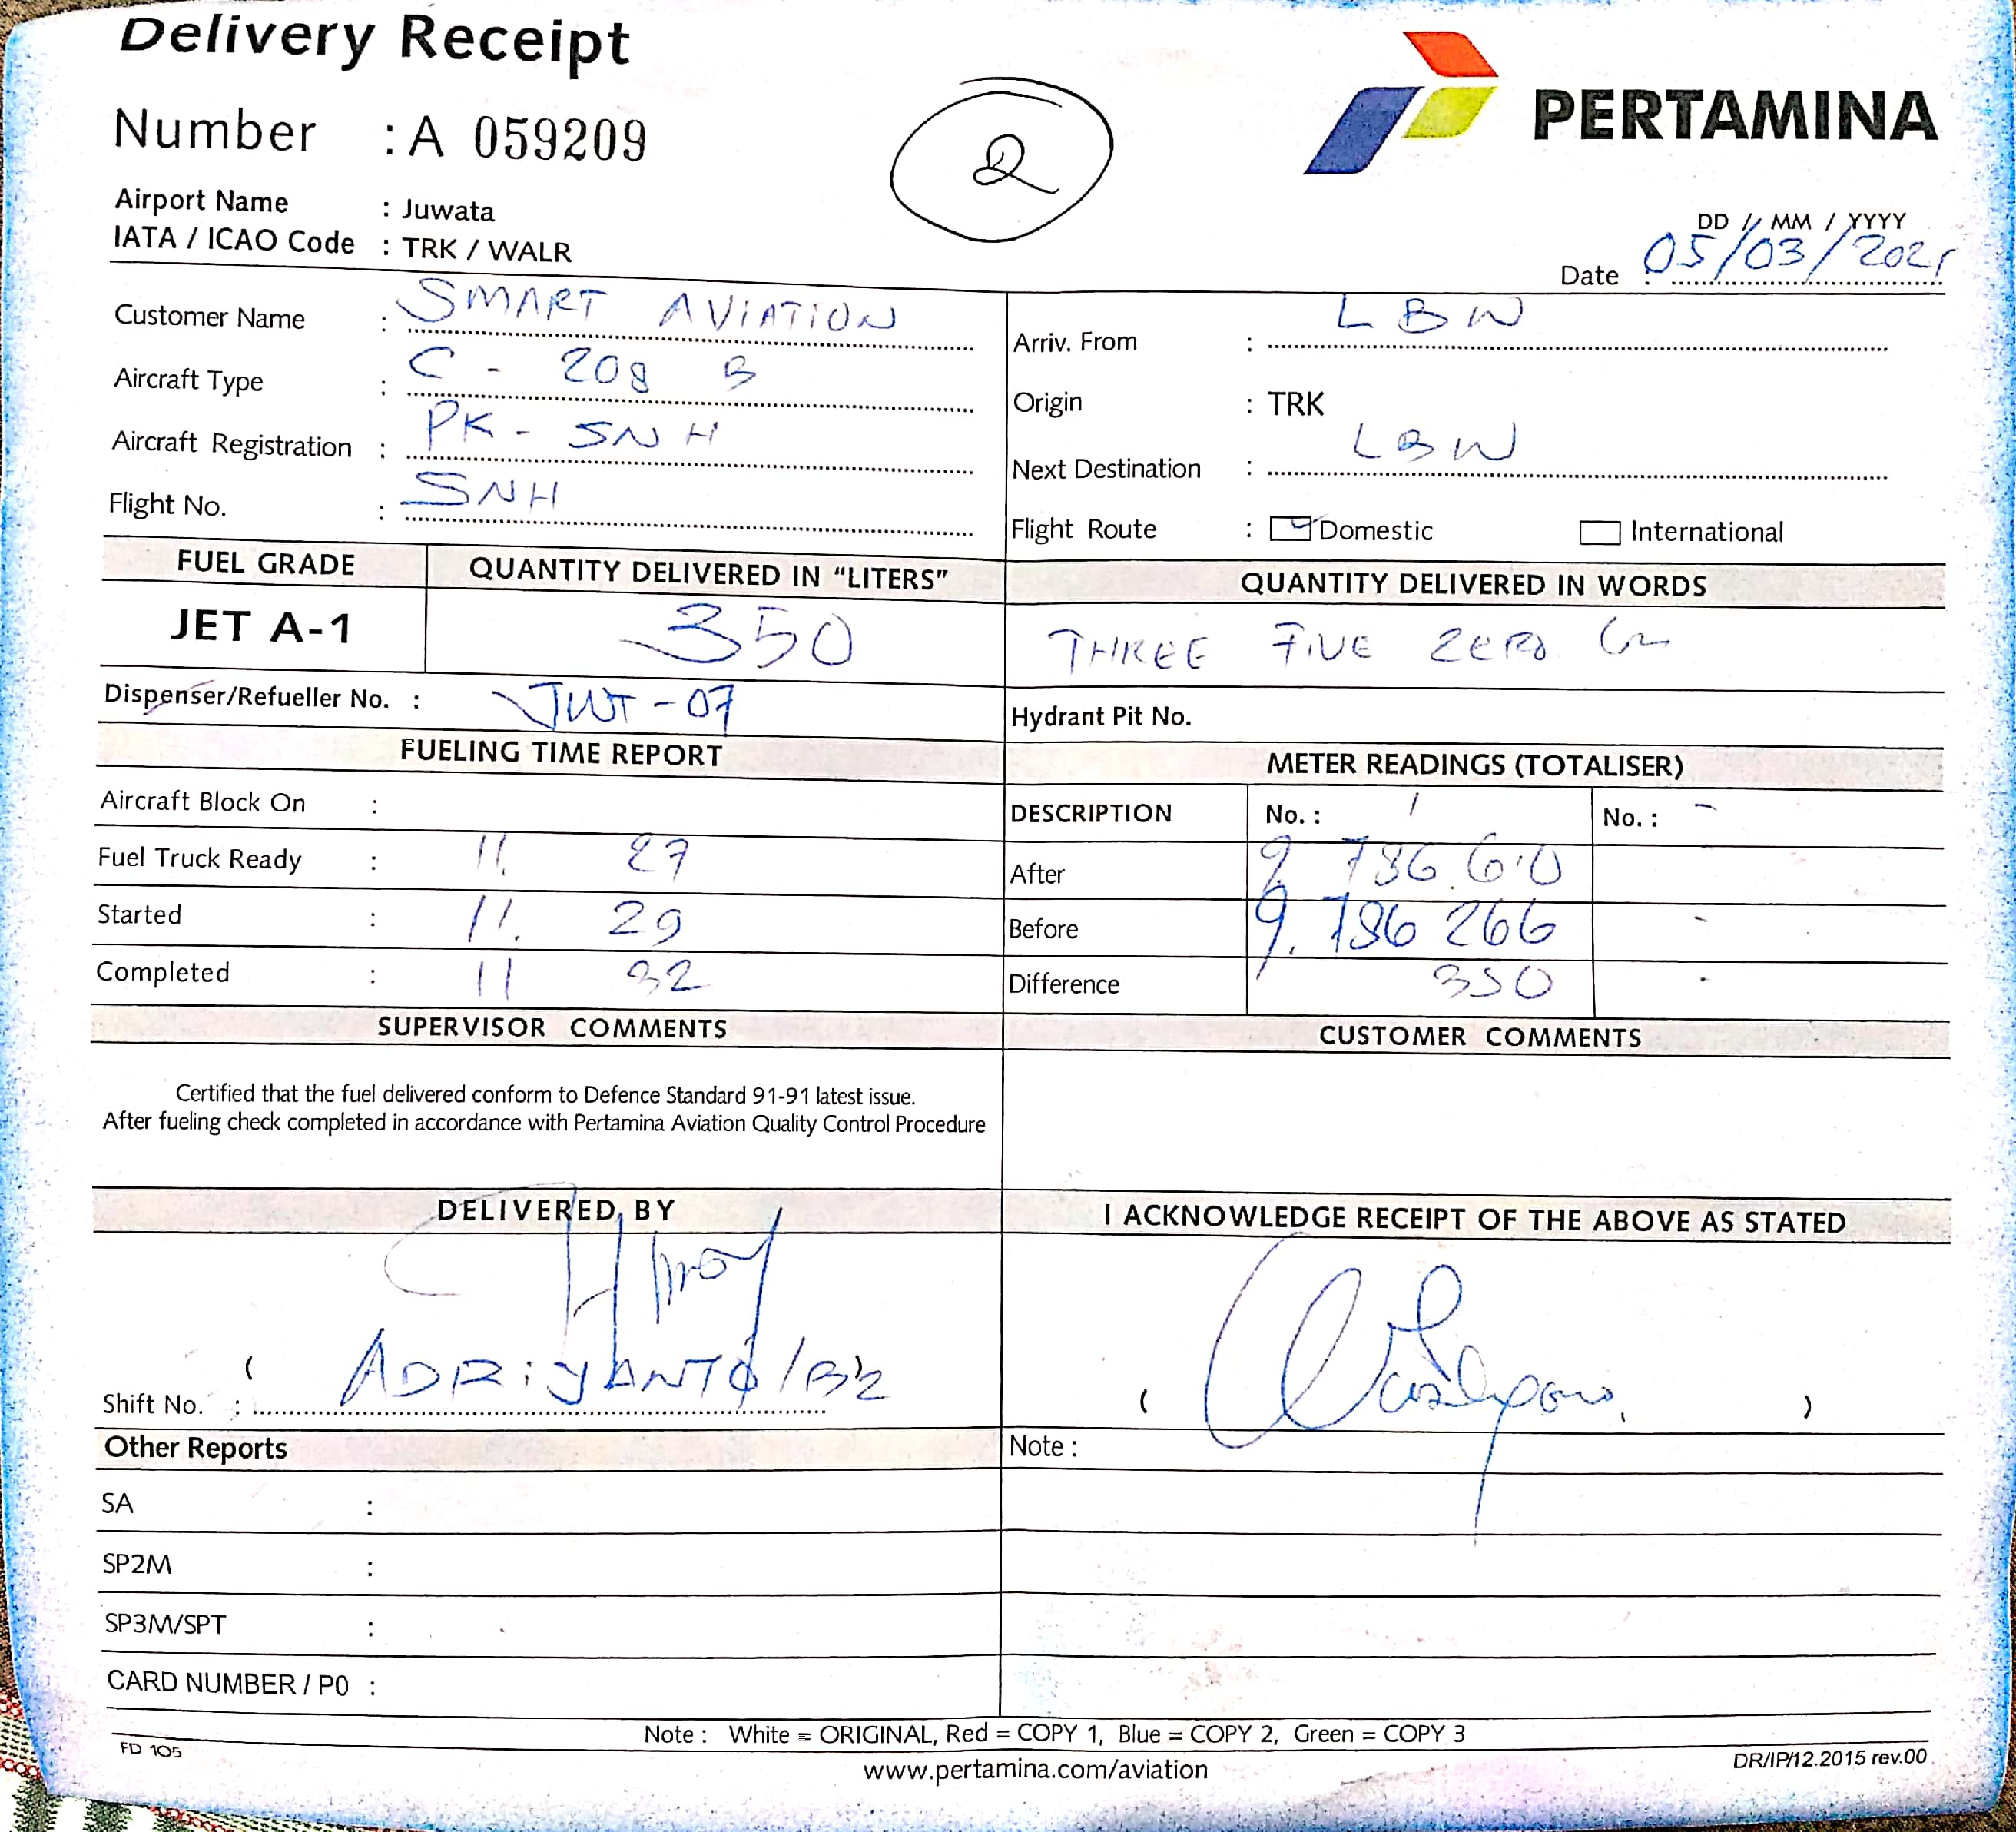 Delivery Receipt
Number : A 059209
2
PERTAMINA
Airport Name : Juwata
IATA / ICAO Code : TRK / WALR
DD / MM / YYYY
Date : 05/03/2021
Customer Name : SMART AVIATION
Aircraft Type : C - 208 B
Aircraft Registration : PK - SNH
Flight No. : SNH
Arriv. From : LBW
Origin : TRK
Next Destination : LBW
Flight Route : Domestic International
FUEL GRADE QUANTITY DELIVERED IN “LITERS” QUANTITY DELIVERED IN WORDS
JET A-1 350 THREE FIVE ZERO
Dispenser/Refueller No. : JWT - 07 Hydrant Pit No.
FUELING TIME REPORT
Aircraft Block On :
Fuel Truck Ready : 11. 27
Started : 11. 29
Completed : 11 32
METER READINGS (TOTALISER)
DESCRIPTION No. : 1 No. : -
After 9. 786.
Before 9. 786 266 -
Difference 350
SUPERVISOR COMMENTS CUSTOMER COMMENTS
Certified that the fuel delivered conform to Defence Standard 91-91 latest issue.
After fueling check completed in accordance with Pertamina Aviation Quality Control Procedure
DELIVERED BY
Shift No. : ( ADRiyANTO/B2
I ACKNOWLEDGE RECEIPT OF THE ABOVE AS STATED
( )
Other Reports
SA :
SP2M :
SP3M/SPT :
CARD NUMBER / P0 :
Note :
Note : White = ORIGINAL, Red = COPY 1, Blue = COPY 2, Green = COPY 3
FD 105
www.pertamina.com/aviation
DR/IP/12.2015 rev.00